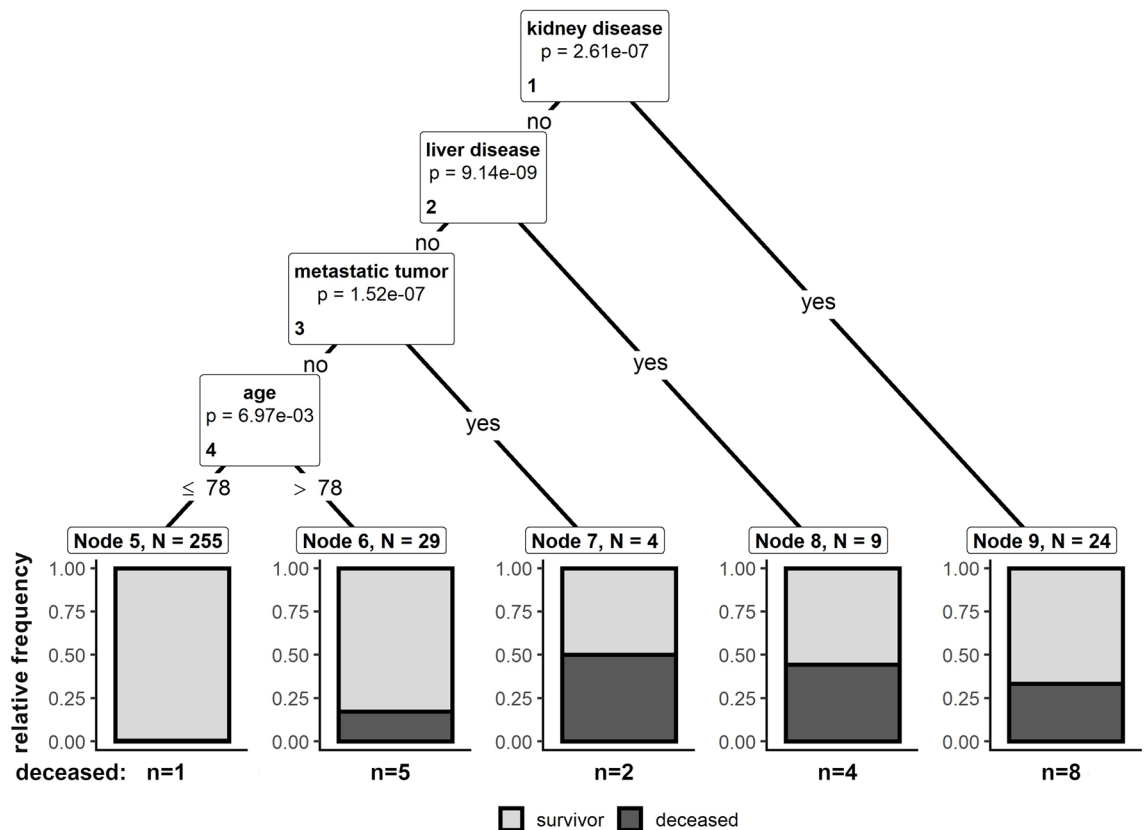 kidney disease
p = 2.61e-07
1
no
liver disease
p = 9.14e-09
2
no
metastatic tumor
p = 1.52e-07
3
yes
no
yes
age
p = 6.97e-03
4
yes
≤ 78
> 78
Node 5, N = 255
Node 6, N = 29
Node 7, N = 4
Node 8, N = 9
Node 9, N = 24
relative frequency
1.00
0.75
0.50
0.25
0.00
1.00
0.75
0.50
0.25
0.00
1.00
0.75
0.50
0.25
0.00
1.00
0.75
0.50
0.25
0.00
1.00
0.75
0.50
0.25
0.00
deceased: n=1 n=5 n=2 n=4 n=8
survivor deceased